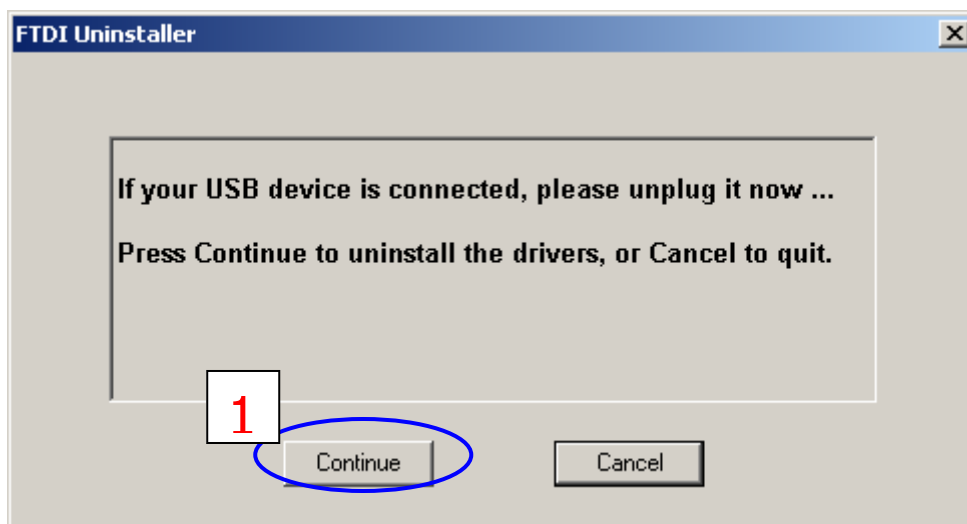 FTDI Uninstaller
If your USB device is connected, please unplug it now ...
Press Continue to uninstall the drivers, or Cancel to quit.
1
Continue Cancel